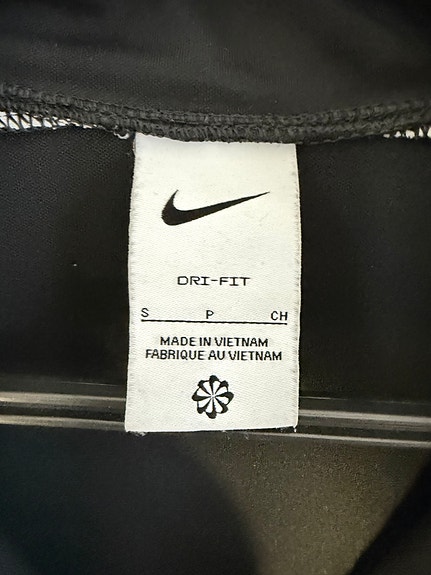 DRI-FIT
S P CH
MADE IN VIETNAM
FABRIQUE AU VIETNAM